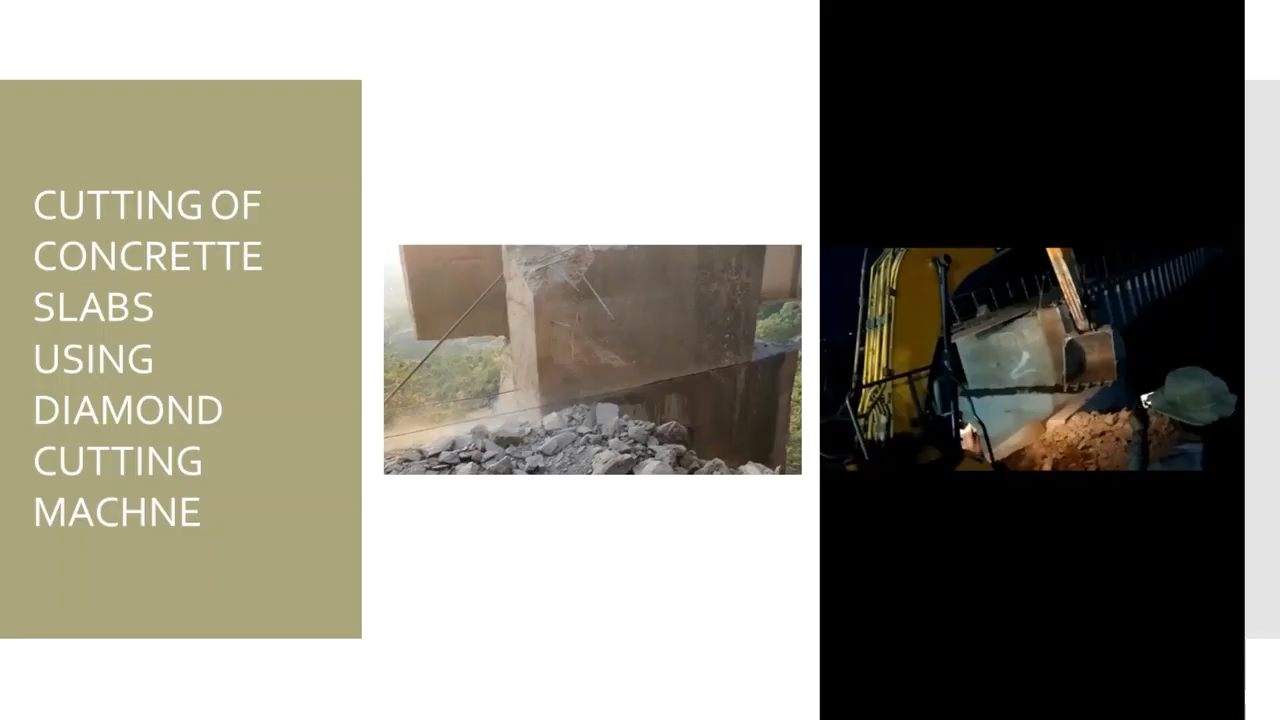 CUTTING OF
CONCRETTE
SLABS
USING
DIAMOND
CUTTING
MACHNE